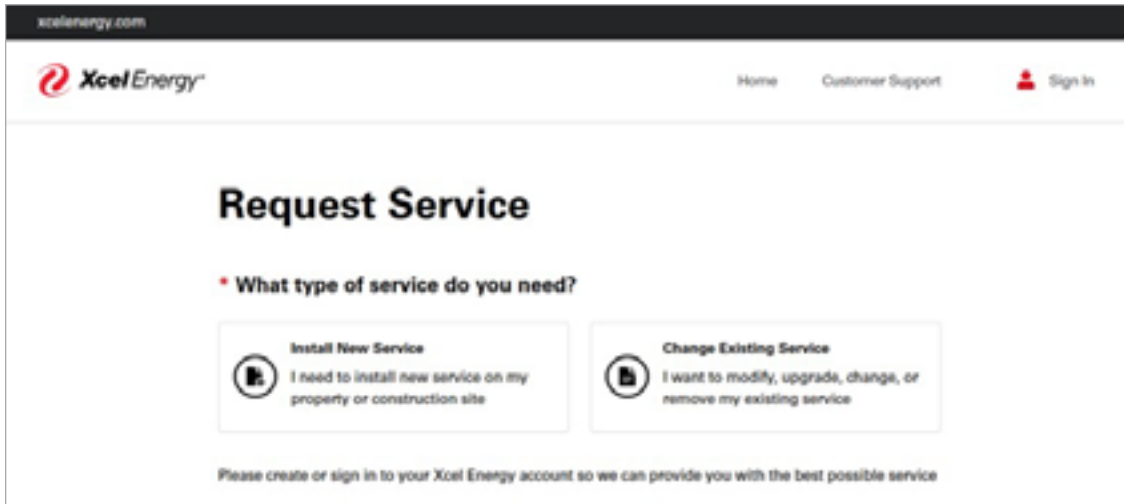 xcelenergy.com
Xcel Energy
Home Customer Support Sign In
Request Service
* What type of service do you need?
Install New Service
I need to install new service on my
property or construction site
Change Existing Service
I want to modify, upgrade, change, or
remove my existing service
Please create or sign in to your Xcel Energy account so we can provide you with the best possible service